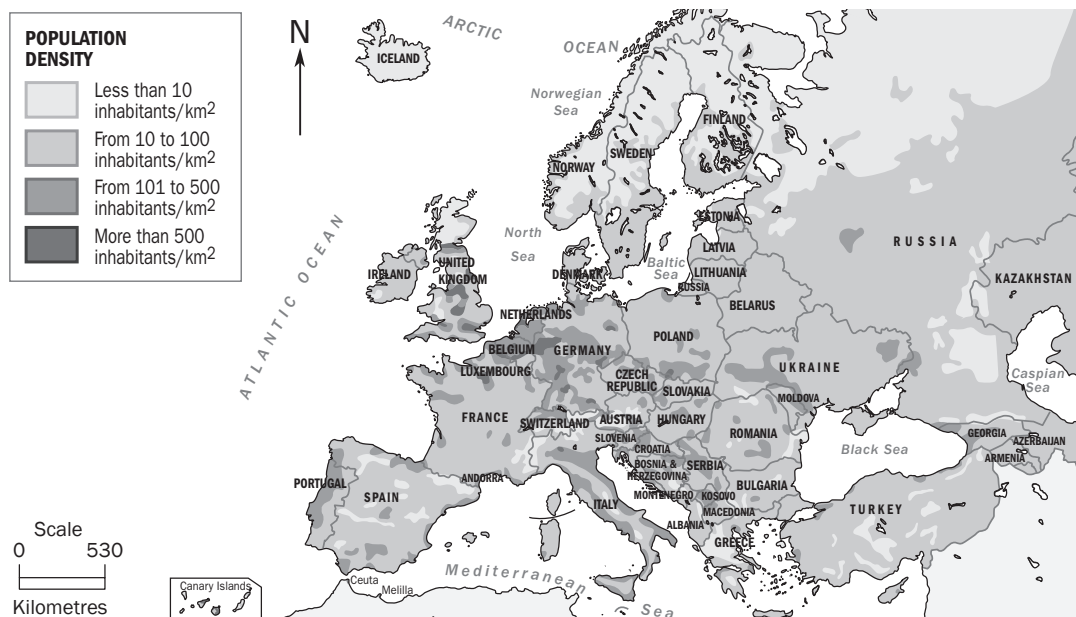 POPULATION
DENSITY
Less than 10
inhabitants/km2
From 10 to 100
inhabitants/km2
From 101 to 500
inhabitants/km2
More than 500
inhabitants/km2
N
ARCTIC
OCEAN
ICELAND
Norwegian
Sea
FINLAND
SWEDEN
NORWAY
ATLANTIC OCEAN
North
Sea
ESTONIA
LATVIA
Baltic
Sea
LITHUANIA
RUSSIA
RUSSIA
KAZAKHSTAN
IRELAND
UNITED
KINGDOM
DENMARK
BELARUS
NETHERLANDS
POLAND
BELGIUM
GERMANY
LUXEMBOURG
UKRAINE
CZECH
REPUBLIC
SLOVAKIA
Caspian
Sea
MOLDOVA
FRANCE
SWITZERLAND
AUSTRIA
HUNGARY
ROMANIA
SLOVENIA
CROATIA
Black Sea
GEORGIA
AZERBAIJAN
ARMENIA
BOSNIA &
HERZEGOVINA
SERBIA
ANDORRA
PORTUGAL
SPAIN
ITALY
MONTENEGRO
KOSOVO
BULGARIA
MACEDONIA
ALBANIA
GREECE
TURKEY
Scale
0 530
Kilometres
Canary Islands
Ceuta
Melilla
Mediterranean
Sea